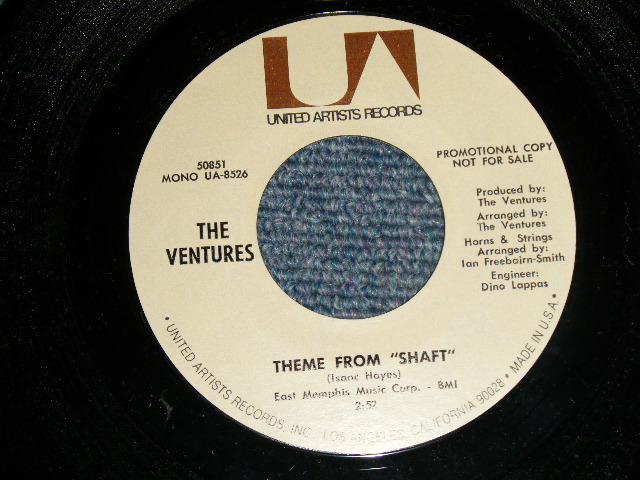 UA
UNITED ARTISTS RECORDS
50851
MONO UA-8526
PROMOTIONAL COPY
NOT FOR SALE
THE
VENTURES
Produced by:
The Ventures
Arranged by:
The Ventures
Horns & Strings
Arranged by:
Ian Freebairn-Smith
Engineer:
Dino Lappas
THEME FROM "SHAFT"
(Isaac Hayes)
East Memphis Music Corp. - BMI
2:52
• UNITED ARTISTS RECORDS, INC. LOS ANGELES, CALIFORNIA 90028 • MADE IN U.S.A. •